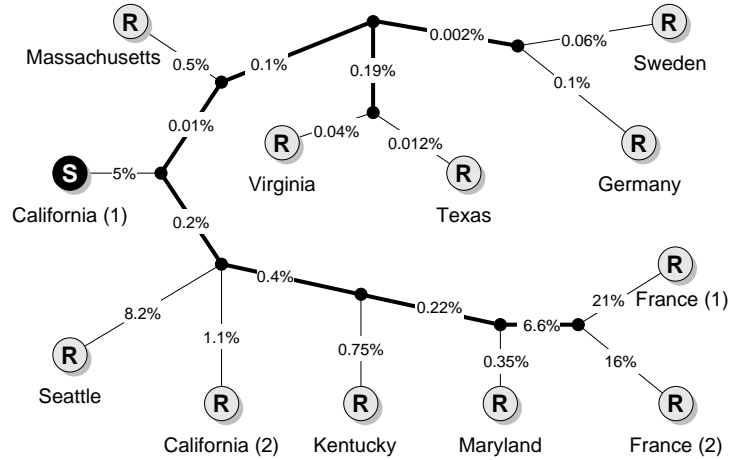 R
R
Massachusetts
0.002%
0.06%
Sweden
0.5%
0.1%
0.19%
0.1%
0.01%
0.04%
R
0.012%
R
S
5%
Virginia
R
Germany
California (1)
Texas
0.2%
0.4%
R
8.2%
0.22%
21%
France (1)
1.1%
6.6%
R
0.75%
0.35%
16%
Seattle
R
R
R
R
California (2)
Kentucky
Maryland
France (2)